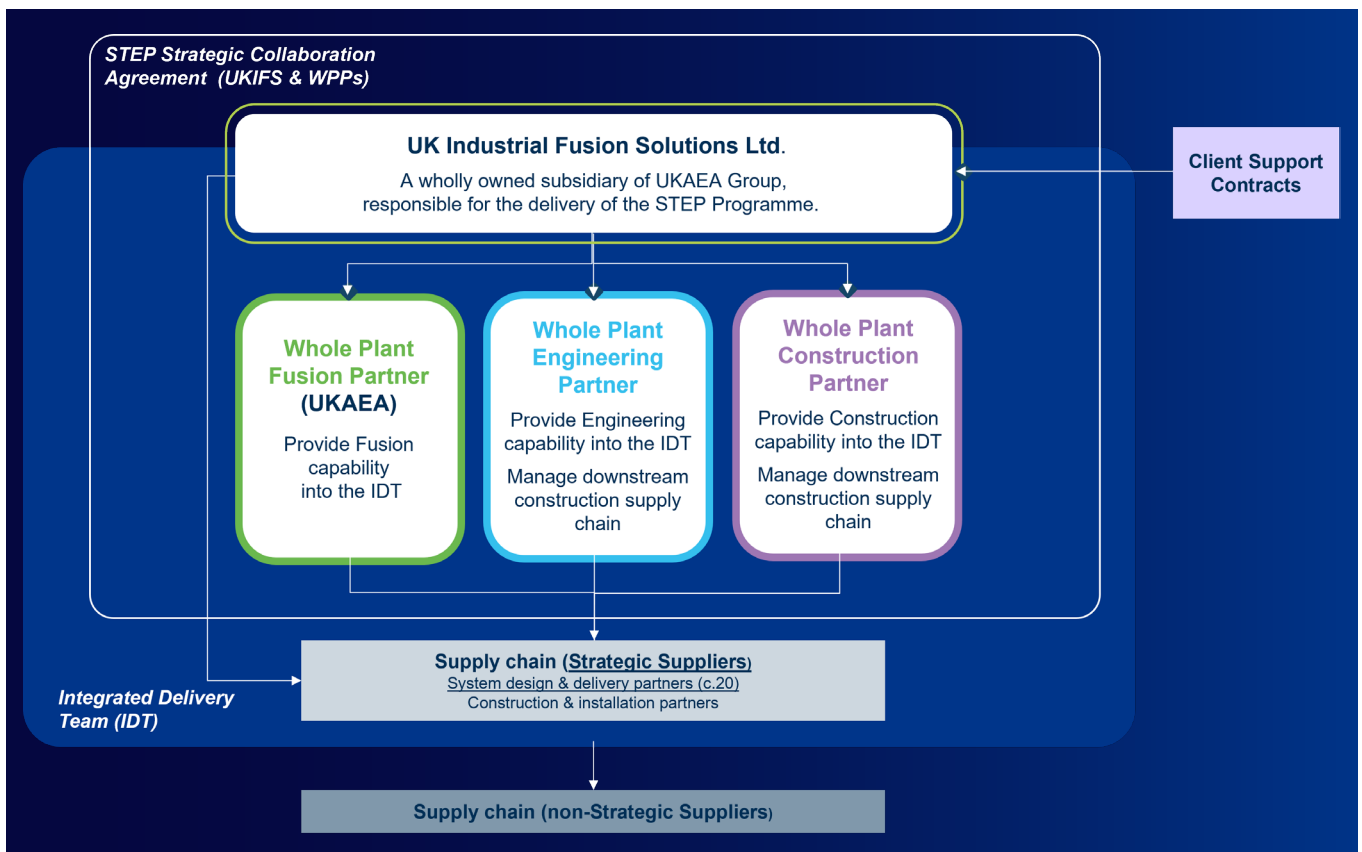 STEP Strategic Collaboration
Agreement (UKIFS & WPPs)
UK Industrial Fusion Solutions Ltd.
A wholly owned subsidiary of UKAEA Group,
responsible for the delivery of the STEP Programme.
Client Support
Contracts
Whole Plant
Fusion Partner
(UKAEA)
Provide Fusion
capability
into the IDT
Whole Plant
Engineering
Partner
Provide Engineering
capability into the IDT
Manage downstream
construction supply
chain
Whole Plant
Construction
Partner
Provide Construction
capability into the IDT
Manage downstream
construction supply
chain
Supply chain (Strategic Suppliers)
System design & delivery partners (c.20)
Construction & installation partners
Integrated Delivery
Team (IDT)
Supply chain (non-Strategic Suppliers)